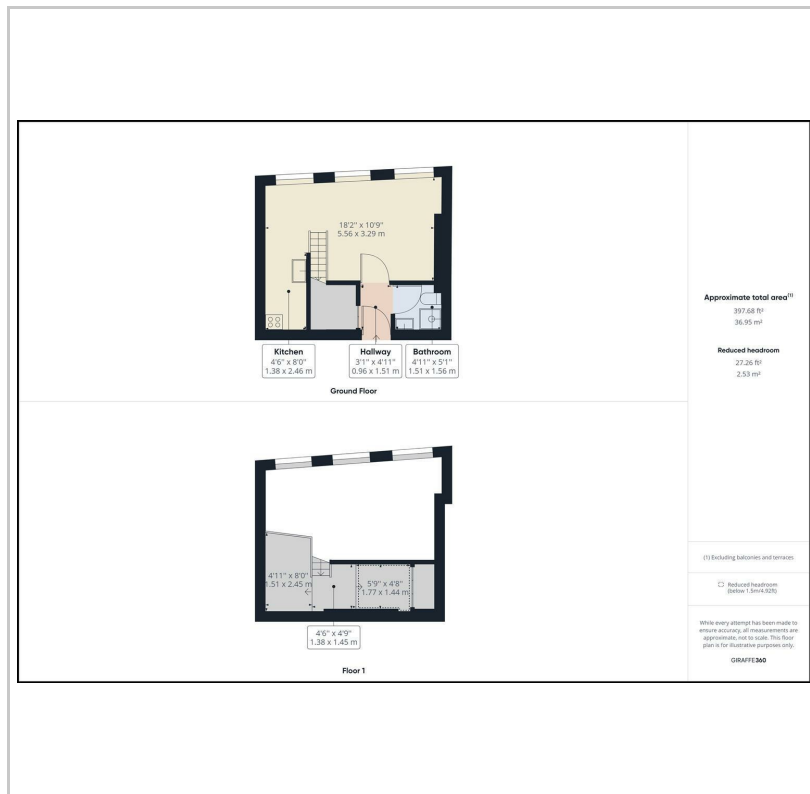 18'2" x 10'9"
5.56 x 3.29 m
Kitchen
4'6" x 8'0"
1.38 x 2.46 m
Hallway
3'1" x 4'11"
0.96 x 1.51 m
Bathroom
4'11" x 5'1"
1.51 x 1.56 m
Ground Floor
4'11" x 8'0"
1.51 x 2.45 m
5'9" x 4'8"
1.77 x 1.44 m
4'6" x 4'9"
1.38 x 1.45 m
Floor 1
Approximate total area(1)
397.68 ft²
36.95 m²
Reduced headroom
27.26 ft²
2.53 m²
(1) Excluding balconies and terraces
Reduced headroom
(below 1.5m/4.92ft)
While every attempt has been made to
ensure accuracy, all measurements are
approximate, not to scale. This floor
plan is for illustrative purposes only.
GIRAFFE360